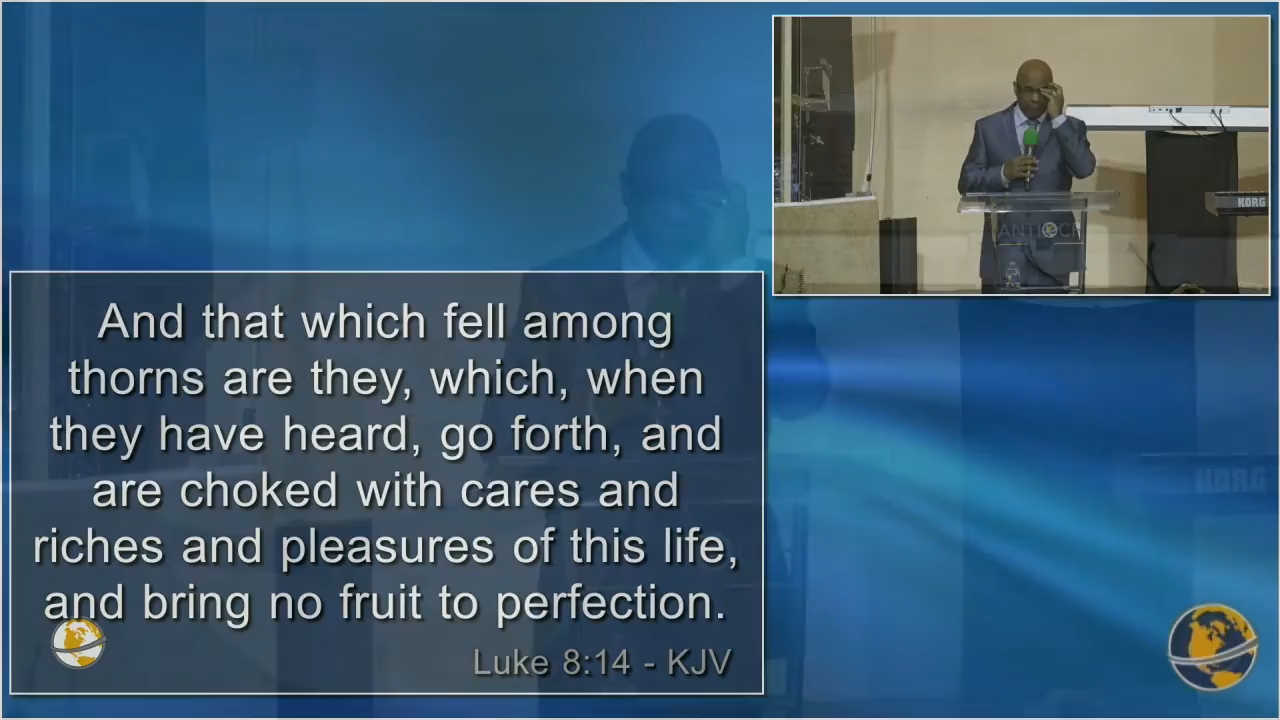 And that which fell among
thorns are they, which, when
they have heard, go forth, and
are choked with cares and
riches and pleasures of this life,
and bring no fruit to perfection.
Luke 8:14 - KJV
ANTIOCH
KORG
KORG